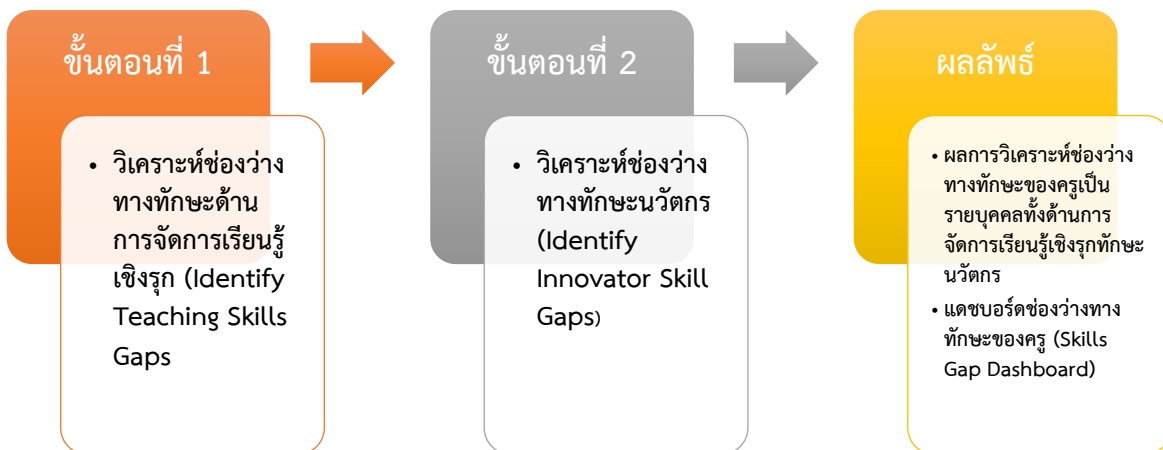 ขั้นตอนที่ 1
• วิเคราะห์ช่องว่าง
ทางทักษะด้าน
การจัดการเรียนรู้
เชิงรุก (Identify
Teaching Skills
Gaps
ขั้นตอนที่ 2
• วิเคราะห์ช่องว่าง
ทางทักษะนวัตกร
(Identify
Innovator Skill
Gaps)
ผลลัพธ์
• ผลการวิเคราะห์ช่องว่าง
ทางทักษะของครูเป็น
รายบุคคลทั้งด้านการ
จัดการเรียนรู้เชิงรุกทักษะ
นวัตกร
• แดชบอร์ดช่องว่างทาง
ทักษะของครู (Skills
Gap Dashboard)